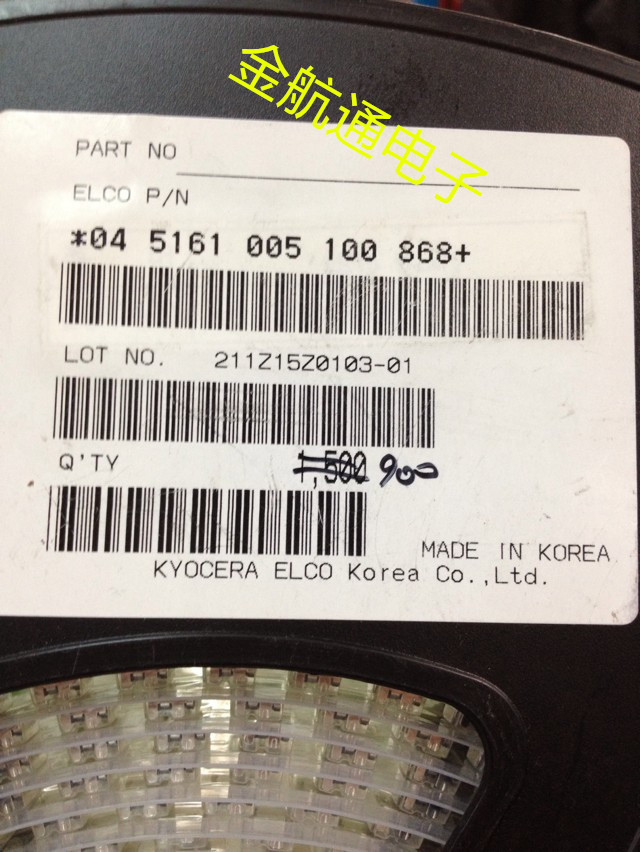 金航通电子
PART NO
ELCO P/N
*04 5161 005 100 868+
LOT NO. 211Z15Z0103-01
Q'TY 1,500 900
MADE IN KOREA
KYOCERA ELCO Korea Co.,Ltd.